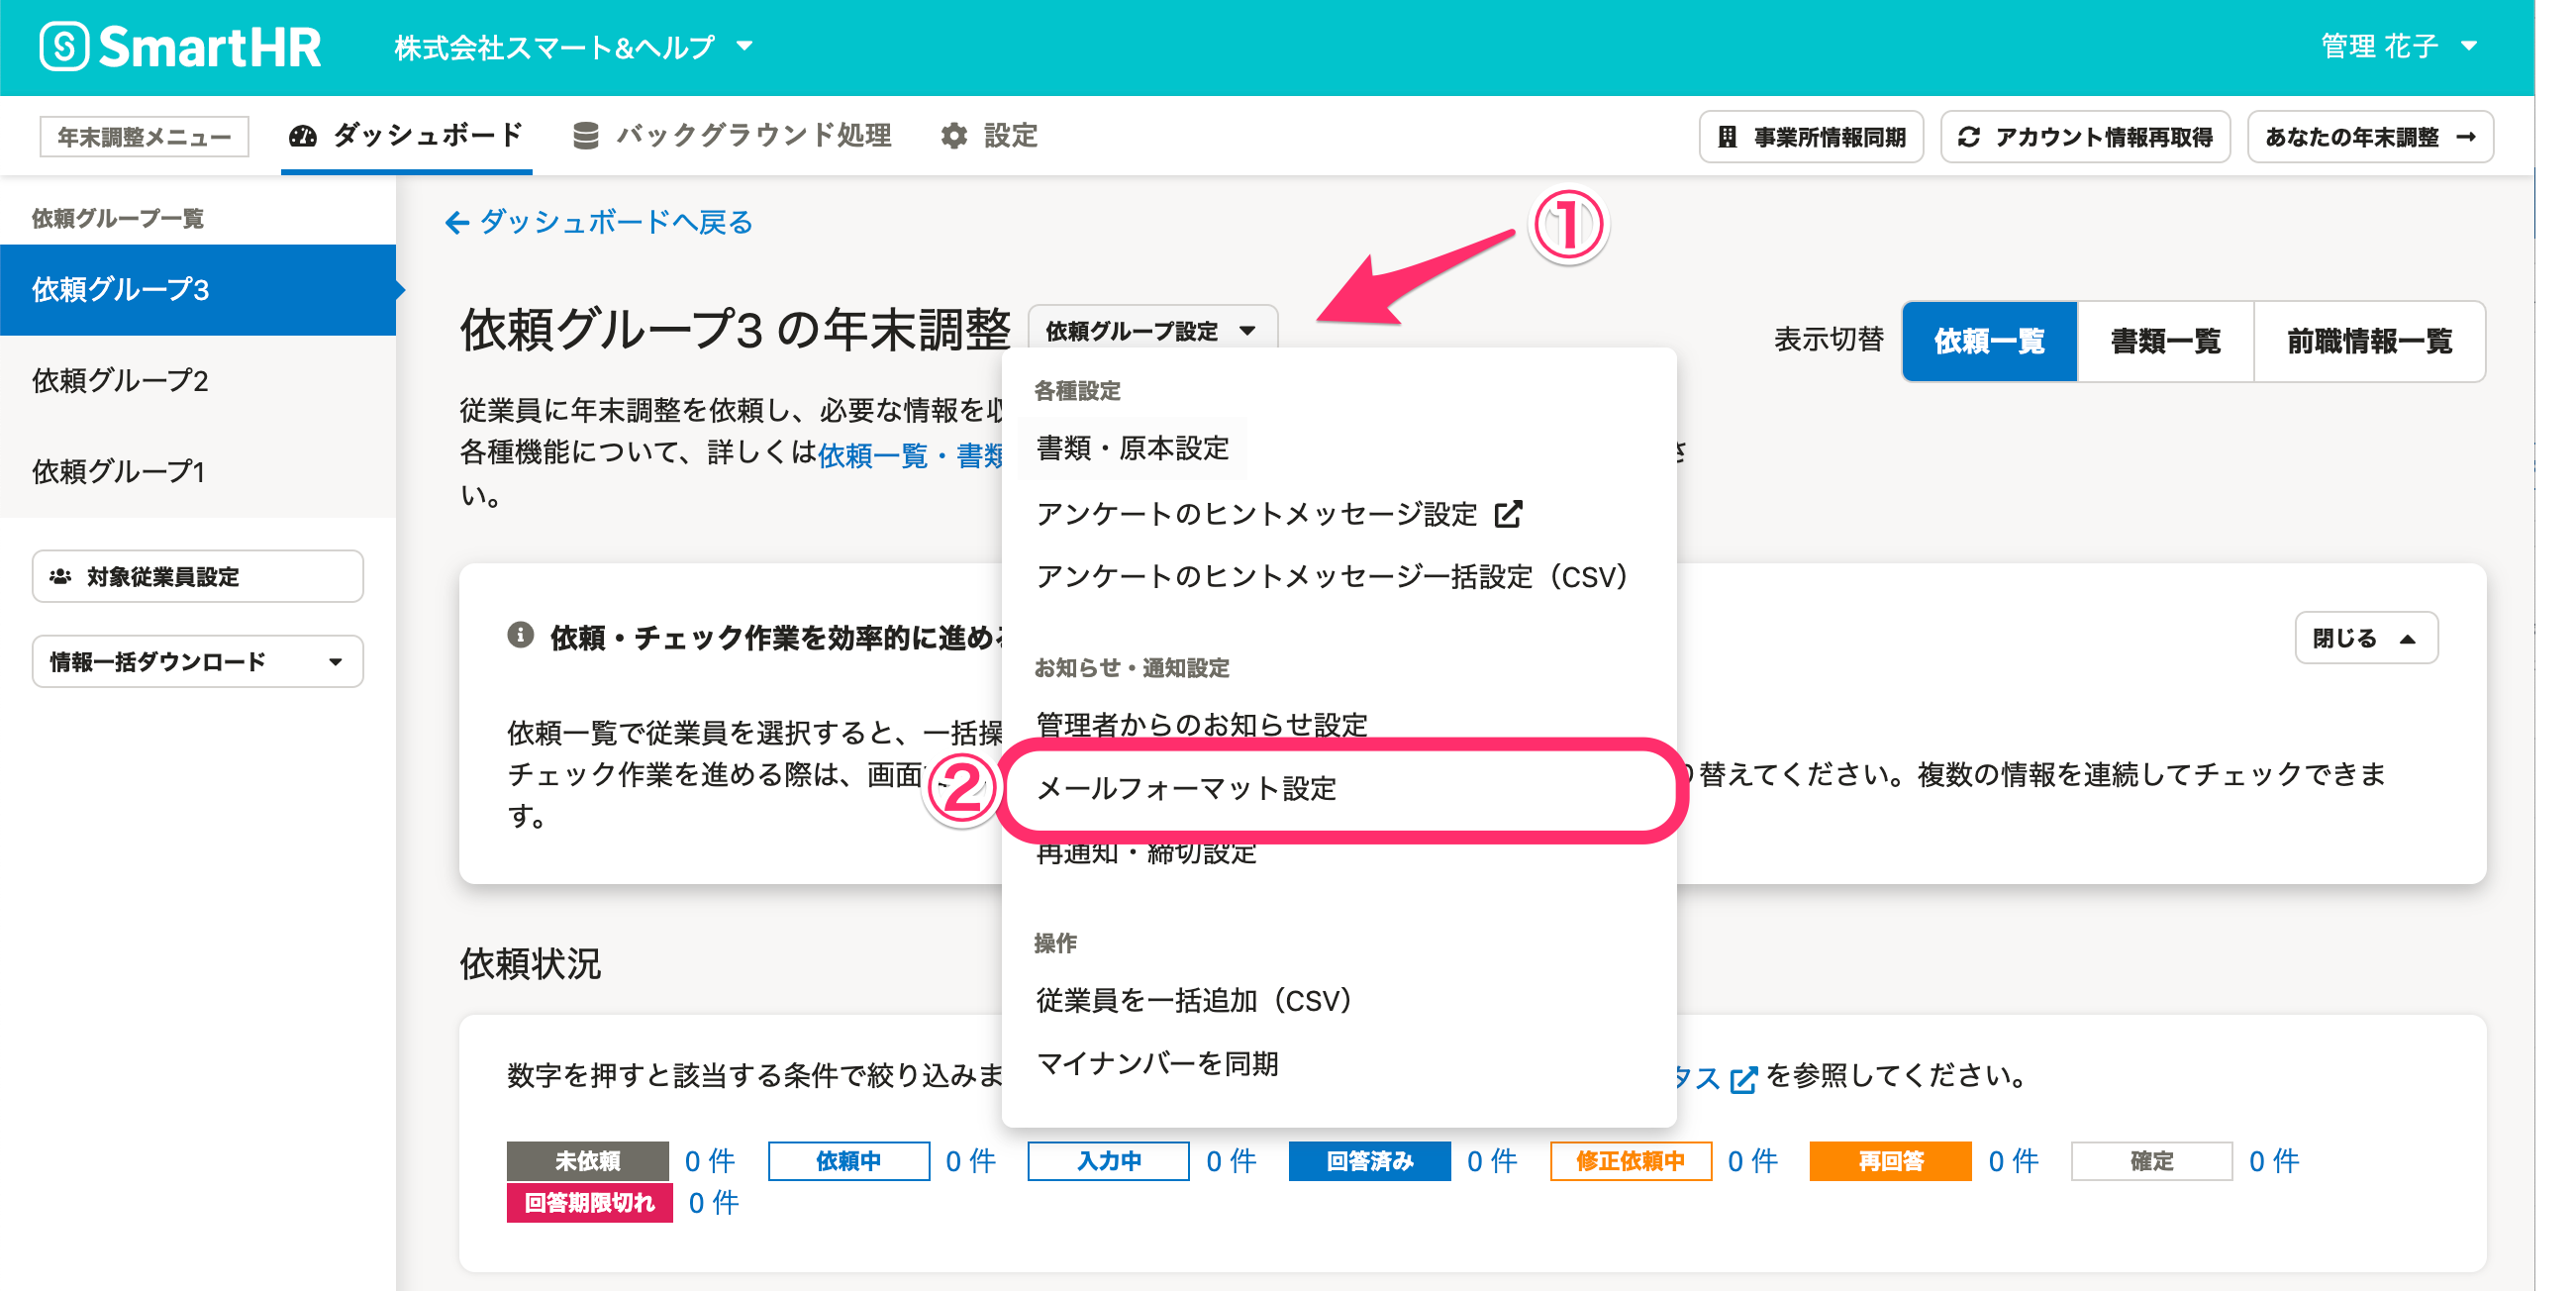 SmartHR 株式会社スマート&ヘルプ 管理 花子
年末調整メニュー ダッシュボード バックグラウンド処理 設定 事業所情報同期 アカウント情報再取得 あなたの年末調整 →
依頼グループ一覧
依頼グループ3
依頼グループ2
依頼グループ1
対象従業員設定
情報一括ダウンロード
← ダッシュボードへ戻る
①
依頼グループ3 の年末調整 依頼グループ設定
表示切替 依頼一覧 書類一覧 前職情報一覧
従業員に年末調整を依頼し、必要な情報を
各種機能について、詳しくは依頼一覧・書類 さ
い。
各種設定
書類・原本設定
アンケートのヒントメッセージ設定
アンケートのヒントメッセージ一括設定（CSV）
お知らせ・通知設定
管理者からのお知らせ設定
②
メールフォーマット設定
再通知・締切設定
操作
従業員を一括追加（CSV）
マイナンバーを同期
依頼・チェック作業を効率的に進め
閉じる
依頼一覧で従業員を選択すると、一括操
チェック作業を進める際は、画面 り替えてください。複数の情報を連続してチェックできま
す。
依頼状況
数字を押すと該当する条件で絞り込みま タス を参照してください。
未依頼 0 件 依頼中 0 件 入力中 0 件 回答済み 0 件 修正依頼中 0 件 再回答 0 件 確定 0 件
回答期限切れ 0 件